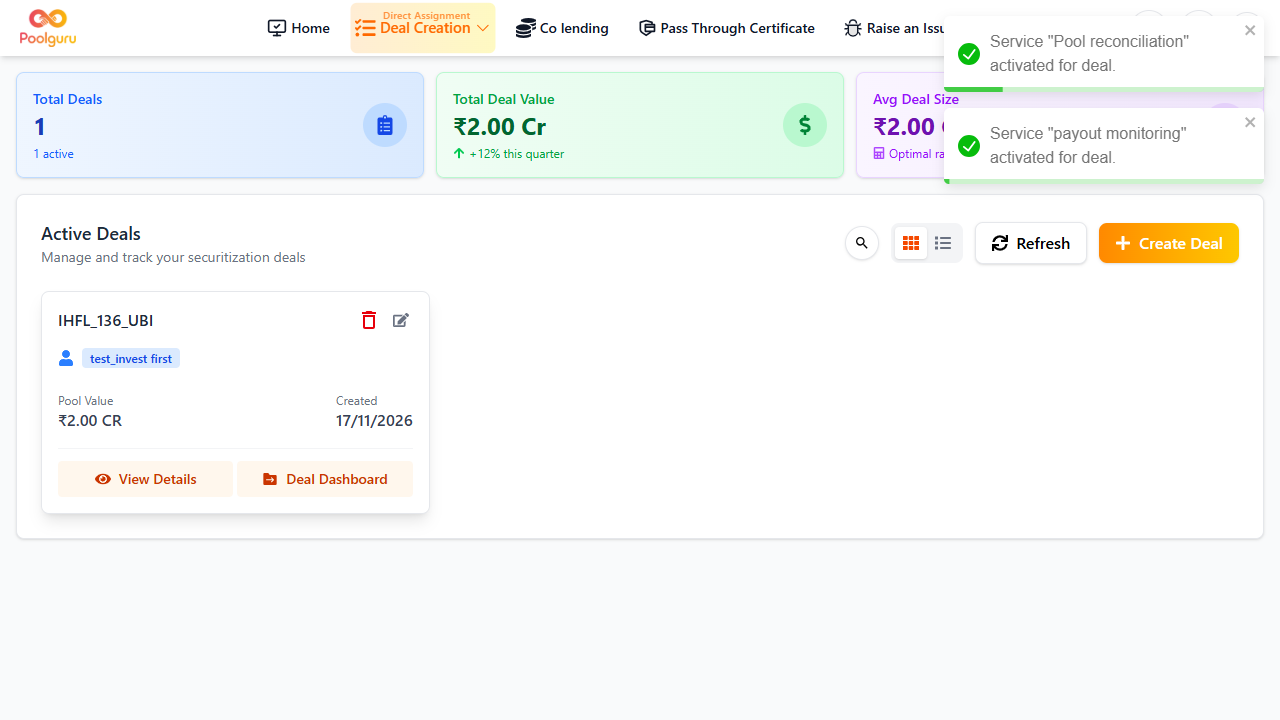 Poolguru
Home
Direct Assignment
Deal Creation
Co lending
Pass Through Certificate
Raise an Issu
Service "Pool reconciliation"
activated for deal.
Service "payout monitoring"
activated for deal.
Total Deals
1
1 active
Total Deal Value
₹2.00 Cr
+12% this quarter
Avg Deal Size
₹2.00
Optimal
Active Deals
Manage and track your securitization deals
Refresh
Create Deal
IHFL_136_UBI
test_invest first
Pool Value
Created
₹2.00 CR
17/11/2026
View Details
Deal Dashboard